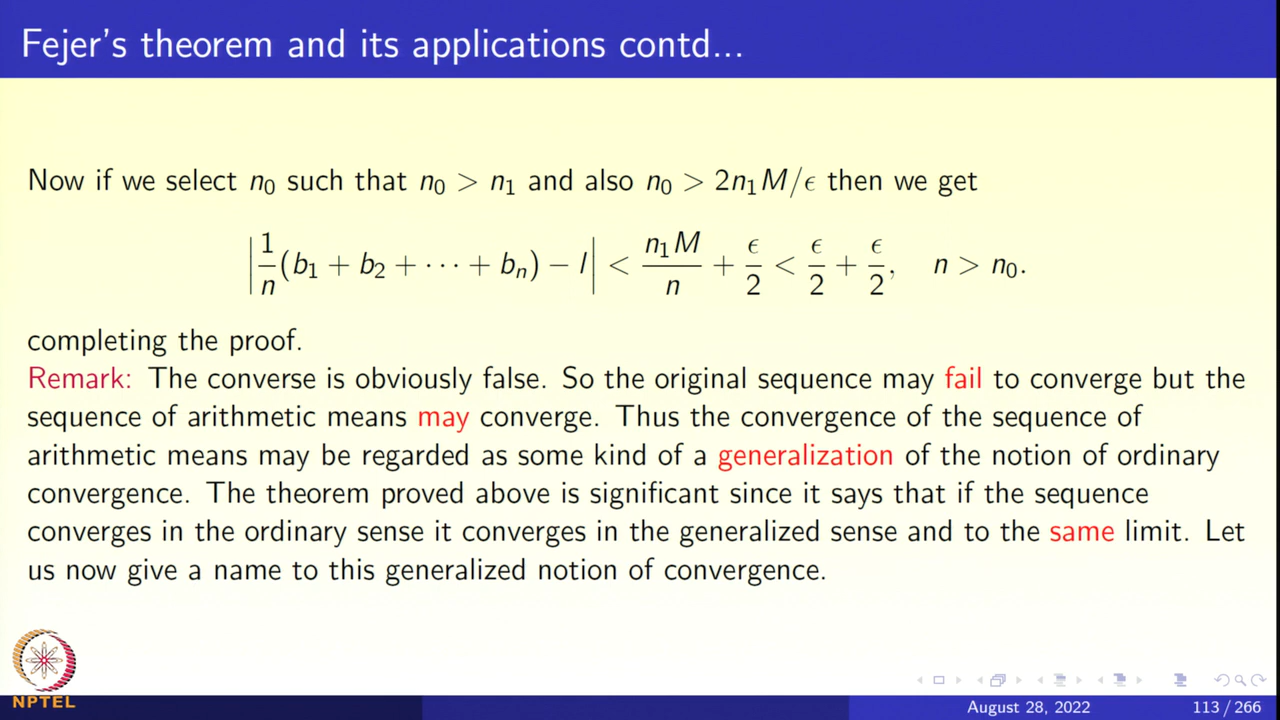 Fejer's theorem and its applications contd...
Now if we select n₀ such that n₀ > n₁ and also n₀ > 2n₁M/ϵ then we get
|1/n (b₁ + b₂ + ⋯ + bₙ) − l| < n₁M/n + ϵ/2 < ϵ/2 + ϵ/2, n > n₀.
completing the proof.
Remark: The converse is obviously false. So the original sequence may fail to converge but the
sequence of arithmetic means may converge. Thus the convergence of the sequence of
arithmetic means may be regarded as some kind of a generalization of the notion of ordinary
convergence. The theorem proved above is significant since it says that if the sequence
converges in the ordinary sense it converges in the generalized sense and to the same limit. Let
us now give a name to this generalized notion of convergence.
NPTEL
August 28, 2022 113 / 266